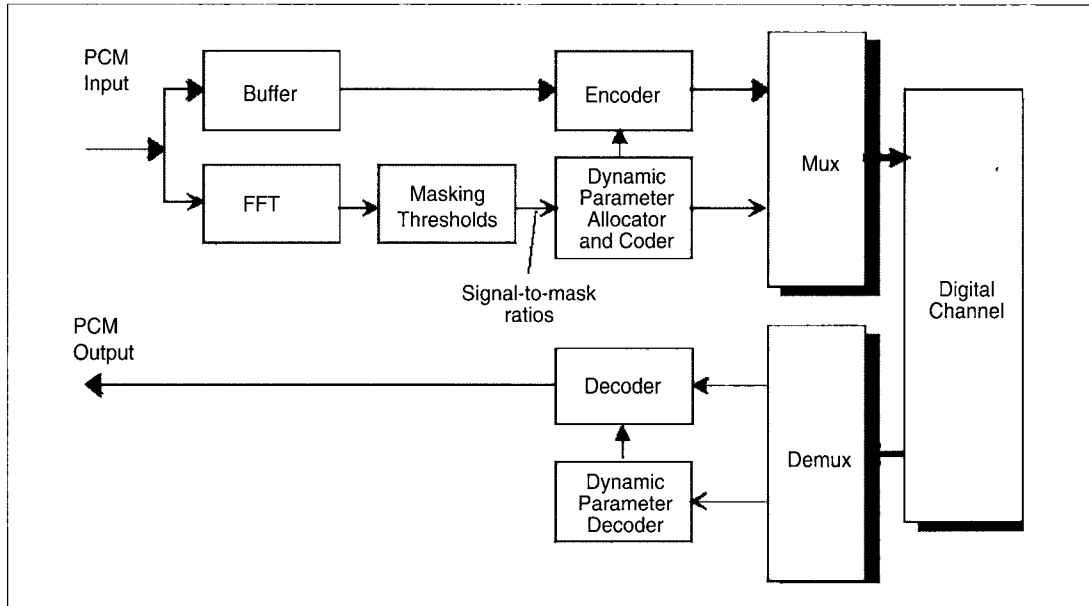 PCM
Input
Buffer
Encoder
Mux
FFT
Masking
Thresholds
Dynamic
Parameter
Allocator
and Coder
Signal-to-mask
ratios
Digital
Channel
PCM
Output
Decoder
Demux
Dynamic
Parameter
Decoder